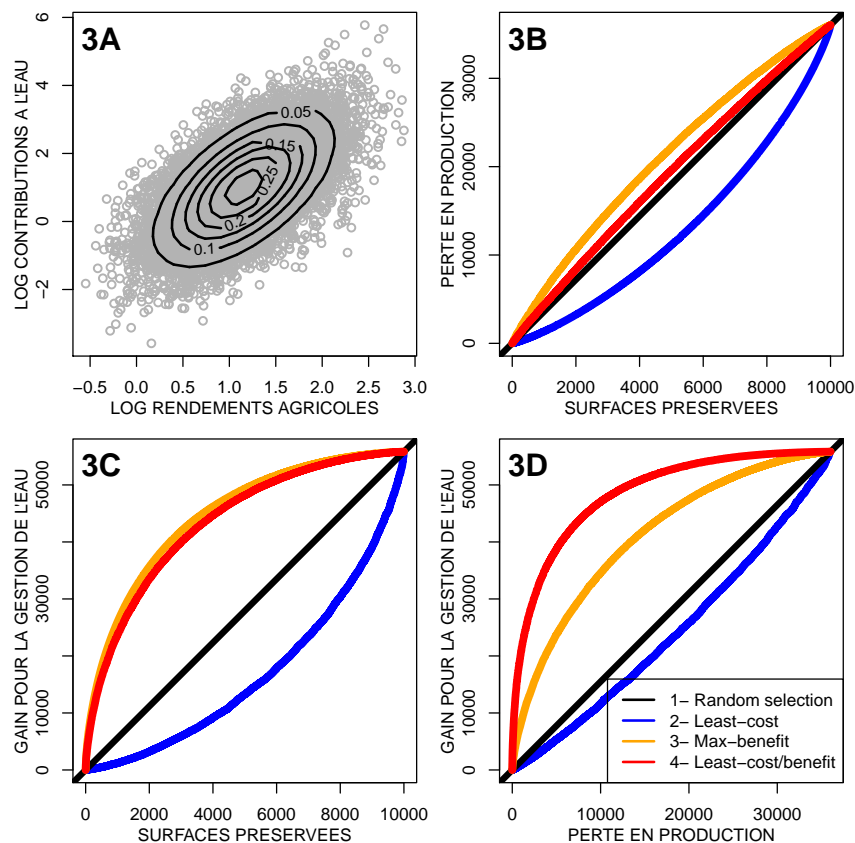 3A
LOG CONTRIBUTIONS A L'EAU
6
4
2
0
−2
0.05
0.15
0.25
0.2
0.1
−0.5 0.0 0.5 1.0 1.5 2.0 2.5 3.0
LOG RENDEMENTS AGRICOLES
3B
PERTE EN PRODUCTION
30000
20000
10000
0
0 2000 4000 6000 8000 10000
SURFACES PRESERVEES
3C
GAIN POUR LA GESTION DE L'EAU
50000
30000
10000
0
0 2000 4000 6000 8000 10000
SURFACES PRESERVEES
3D
GAIN POUR LA GESTION DE L'EAU
50000
30000
10000
0
1− Random selection
2− Least−cost
3− Max−benefit
4− Least−cost/benefit
0 10000 20000 30000
PERTE EN PRODUCTION